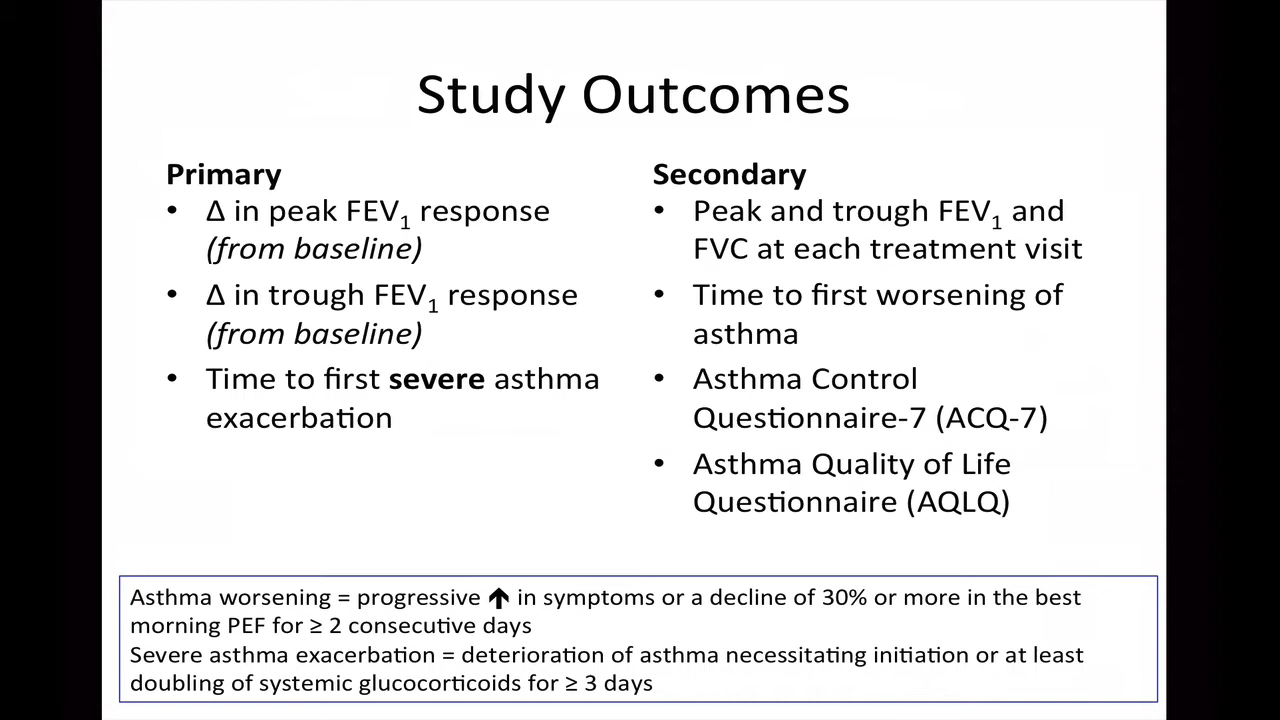 Study Outcomes
Primary
• Δ in peak FEV₁ response
(from baseline)
• Δ in trough FEV₁ response
(from baseline)
• Time to first severe asthma
exacerbation
Secondary
• Peak and trough FEV₁ and
FVC at each treatment visit
• Time to first worsening of
asthma
• Asthma Control
Questionnaire-7 (ACQ-7)
• Asthma Quality of Life
Questionnaire (AQLQ)
Asthma worsening = progressive 🡅 in symptoms or a decline of 30% or more in the best
morning PEF for ≥ 2 consecutive days
Severe asthma exacerbation = deterioration of asthma necessitating initiation or at least
doubling of systemic glucocorticoids for ≥ 3 days